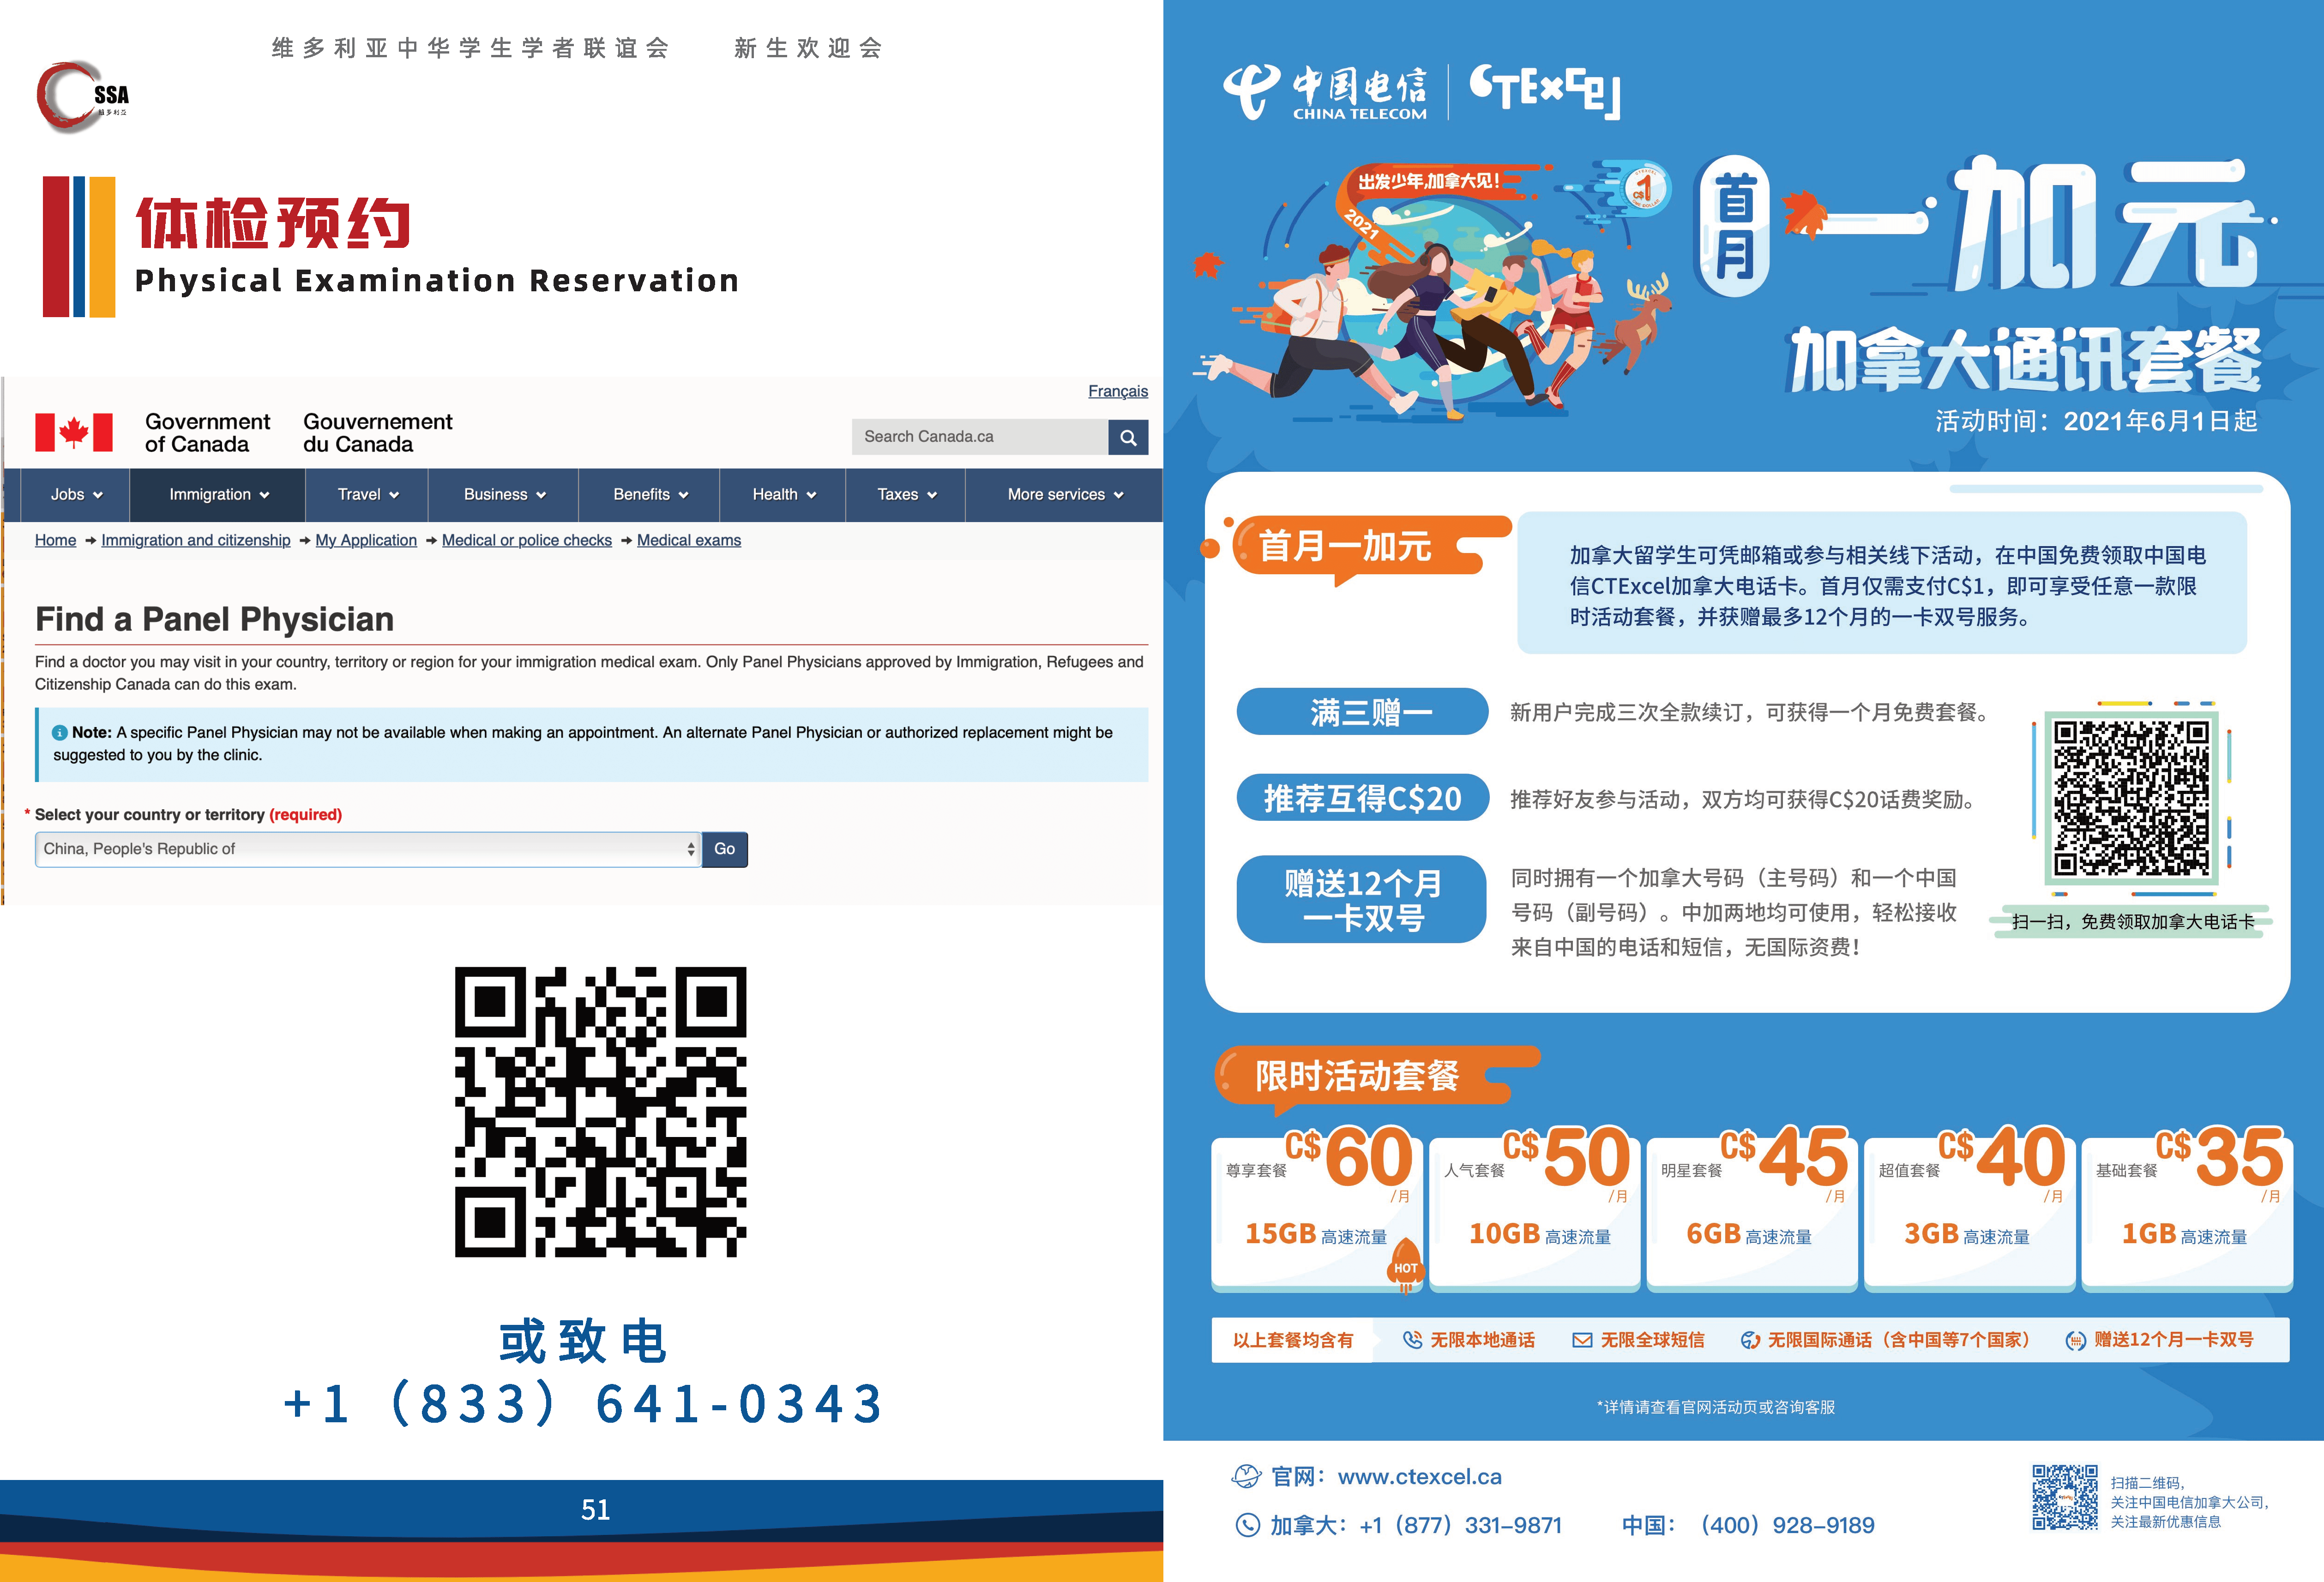 维多利亚中华学生学者联谊会 新生欢迎会
SSA
维多利亚
体检预约
Physical Examination Reservation
Français
Government of Canada
Gouvernement du Canada
Search Canada.ca
Jobs Immigration Travel Business Benefits Health Taxes More services
Home Immigration and citizenship My Application Medical or police checks Medical exams
Find a Panel Physician
Find a doctor you may visit in your country, territory or region for your immigration medical exam. Only Panel Physicians approved by Immigration, Refugees and
Citizenship Canada can do this exam.
Note: A specific Panel Physician may not be available when making an appointment. An alternate Panel Physician or authorized replacement might be
suggested to you by the clinic.
* Select your country or territory (required)
China, People's Republic of
Go
或致电
+1（833）641-0343
51
中国电信
CHINA TELECOM
CTExcel
出发少年,加拿大见!
2021
C$ 1
首月
一加元
加拿大通讯套餐
活动时间：2021年6月1日起
首月一加元
加拿大留学生可凭邮箱或参与相关线下活动，在中国免费领取中国电
信CTExcel加拿大电话卡。首月仅需支付C$1，即可享受任意一款限
时活动套餐，并获赠最多12个月的一卡双号服务。
满三赠一
新用户完成三次全款续订，可获得一个月免费套餐。
推荐互得C$20
推荐好友参与活动，双方均可获得C$20话费奖励。
赠送12个月
一卡双号
同时拥有一个加拿大号码（主号码）和一个中国
号码（副号码）。中加两地均可使用，轻松接收
来自中国的电话和短信，无国际资费！
扫一扫，免费领取加拿大电话卡
限时活动套餐
尊享套餐 C$60/月
15GB 高速流量
HOT
人气套餐 C$50/月
10GB 高速流量
明星套餐 C$45/月
6GB 高速流量
超值套餐 C$40/月
3GB 高速流量
基础套餐 C$35/月
1GB 高速流量
以上套餐均含有 无限本地通话 无限全球短信 无限国际通话（含中国等7个国家） 赠送12个月一卡双号
*详情请查看官网活动页或咨询客服
官网：www.ctexcel.ca
加拿大：+1（877）331-9871 中国：（400）928-9189
扫描二维码，
关注中国电信加拿大公司，
关注最新优惠信息